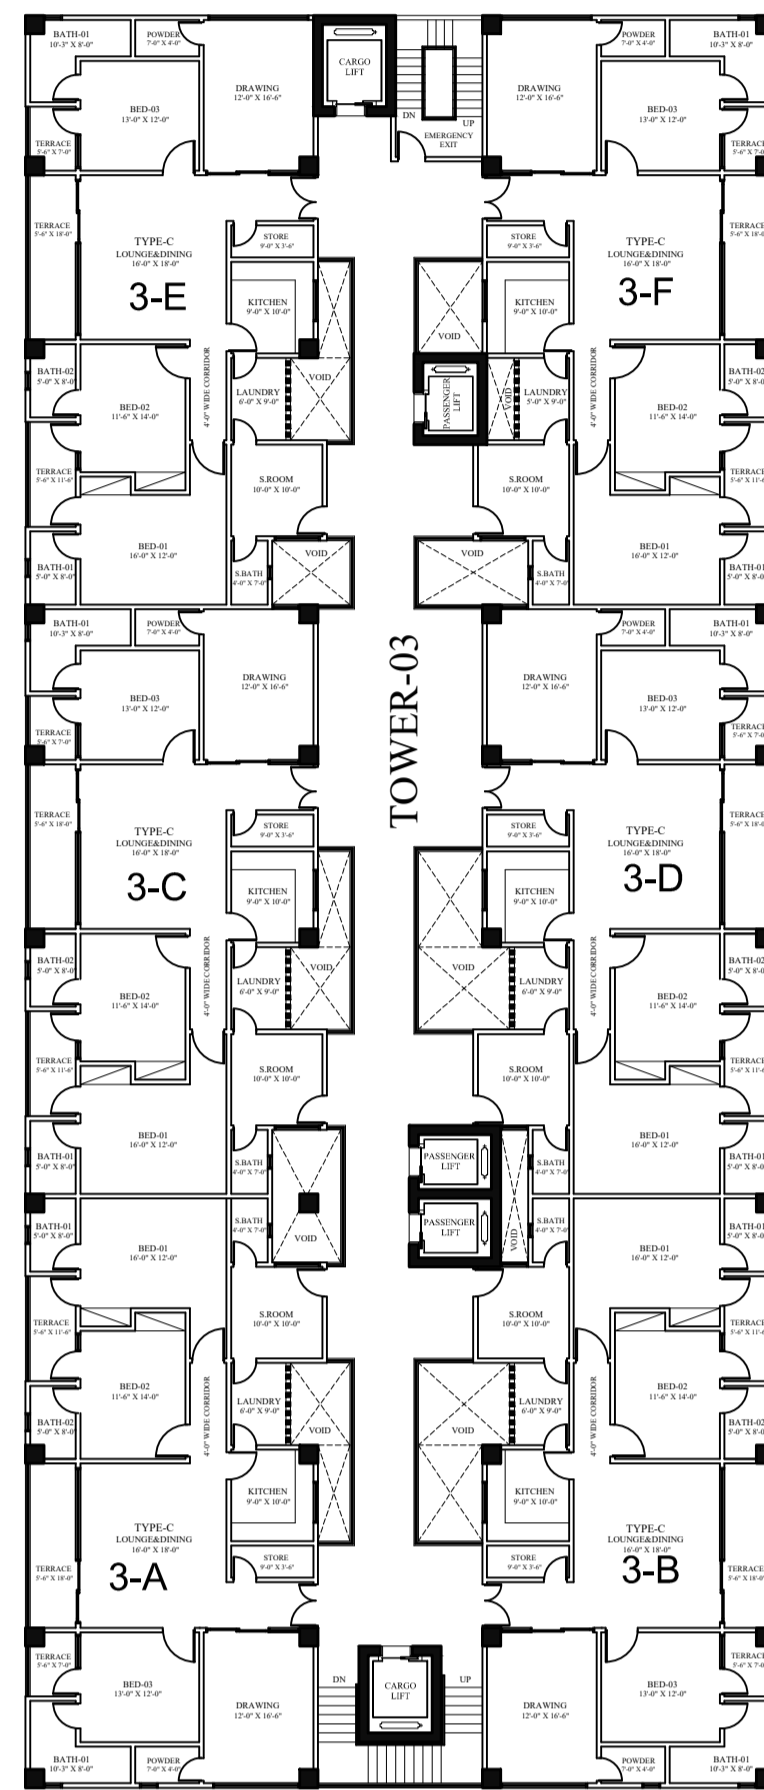 BATH-01
10'-3" X 8'-0"
POWDER
7'-0" X 4'-0"
DRAWING
12'-0" X 16'-6"
BED-03
13'-0" X 12'-0"
TERRACE
5'-6" X 7'-0"
CARGO
LIFT
DN
UP
EMERGENCY
EXIT
DRAWING
12'-0" X 16'-6"
POWDER
7'-0" X 4'-0"
BATH-01
10'-3" X 8'-0"
BED-03
13'-0" X 12'-0"
TERRACE
5'-6" X 7'-0"
TERRACE
5'-6" X 18'-0"
TYPE-C
LOUNGE&DINING
16'-0" X 18'-0"
3-E
STORE
9'-0" X 3'-6"
KITCHEN
9'-0" X 10'-0"
VOID
BATH-02
5'-0" X 8'-0"
BED-02
11'-6" X 14'-0"
4'-0" WIDE CORRIDOR
LAUNDRY
6'-0" X 9'-0"
TERRACE
5'-6" X 11'-6"
S.ROOM
10'-0" X 10'-0"
BED-01
16'-0" X 12'-0"
BATH-01
5'-0" X 8'-0"
S.BATH
4'-0" X 7'-0"
VOID
STORE
9'-0" X 3'-6"
TYPE-C
LOUNGE&DINING
16'-0" X 18'-0"
3-F
TERRACE
5'-6" X 18'-0"
VOID
KITCHEN
9'-0" X 10'-0"
PASSENGER
LIFT
VOID
LAUNDRY
5'-0" X 9'-0"
4'-0" WIDE CORRIDOR
BED-02
11'-6" X 14'-0"
BATH-02
5'-0" X 8'-0"
TERRACE
5'-6" X 11'-6"
S.ROOM
10'-0" X 10'-0"
BED-01
16'-0" X 12'-0"
VOID
S.BATH
4'-0" X 7'-0"
BATH-01
5'-0" X 8'-0"
TOWER-03
BATH-01
10'-3" X 8'-0"
POWDER
7'-0" X 4'-0"
DRAWING
12'-0" X 16'-6"
BED-03
13'-0" X 12'-0"
TERRACE
5'-6" X 7'-0"
TERRACE
5'-6" X 18'-0"
TYPE-C
LOUNGE&DINING
16'-0" X 18'-0"
3-C
STORE
9'-0" X 3'-6"
KITCHEN
9'-0" X 10'-0"
VOID
BATH-02
5'-0" X 8'-0"
BED-02
11'-6" X 14'-0"
4'-0" WIDE CORRIDOR
LAUNDRY
6'-0" X 9'-0"
TERRACE
5'-6" X 11'-6"
S.ROOM
10'-0" X 10'-0"
BED-01
16'-0" X 12'-0"
BATH-01
5'-0" X 8'-0"
S.BATH
4'-0" X 7'-0"
DRAWING
12'-0" X 16'-6"
POWDER
7'-0" X 4'-0"
BATH-01
10'-3" X 8'-0"
BED-03
13'-0" X 12'-0"
TERRACE
5'-6" X 7'-0"
STORE
9'-0" X 3'-6"
TYPE-C
LOUNGE&DINING
16'-0" X 18'-0"
3-D
TERRACE
5'-6" X 18'-0"
KITCHEN
9'-0" X 10'-0"
VOID
LAUNDRY
6'-0" X 9'-0"
4'-0" WIDE CORRIDOR
BED-02
11'-6" X 14'-0"
BATH-02
5'-0" X 8'-0"
TERRACE
5'-6" X 11'-6"
S.ROOM
10'-0" X 10'-0"
BED-01
16'-0" X 12'-0"
PASSENGER
LIFT
S.BATH
4'-0" X 7'-0"
BATH-01
5'-0" X 8'-0"
BATH-01
5'-0" X 8'-0"
S.BATH
4'-0" X 7'-0"
BED-01
16'-0" X 12'-0"
VOID
TERRACE
5'-6" X 11'-6"
S.ROOM
10'-0" X 10'-0"
BED-02
11'-6" X 14'-0"
4'-0" WIDE CORRIDOR
LAUNDRY
6'-0" X 9'-0"
BATH-02
5'-0" X 8'-0"
VOID
KITCHEN
9'-0" X 10'-0"
TYPE-C
LOUNGE&DINING
16'-0" X 18'-0"
3-A
TERRACE
5'-6" X 18'-0"
STORE
9'-0" X 3'-6"
TERRACE
5'-6" X 7'-0"
BED-03
13'-0" X 12'-0"
DRAWING
12'-0" X 16'-6"
BATH-01
10'-3" X 8'-0"
POWDER
7'-0" X 4'-0"
PASSENGER
LIFT
VOID
S.BATH
4'-0" X 7'-0"
BATH-01
5'-0" X 8'-0"
BED-01
16'-0" X 12'-0"
S.ROOM
10'-0" X 10'-0"
TERRACE
5'-6" X 11'-6"
LAUNDRY
6'-0" X 9'-0"
4'-0" WIDE CORRIDOR
BED-02
11'-6" X 14'-0"
BATH-02
5'-0" X 8'-0"
VOID
KITCHEN
9'-0" X 10'-0"
TYPE-C
LOUNGE&DINING
16'-0" X 18'-0"
3-B
STORE
9'-0" X 3'-6"
TERRACE
5'-6" X 18'-0"
DN
CARGO
LIFT
UP
DRAWING
12'-0" X 16'-6"
BED-03
13'-0" X 12'-0"
TERRACE
5'-6" X 7'-0"
POWDER
7'-0" X 4'-0"
BATH-01
10'-3" X 8'-0"